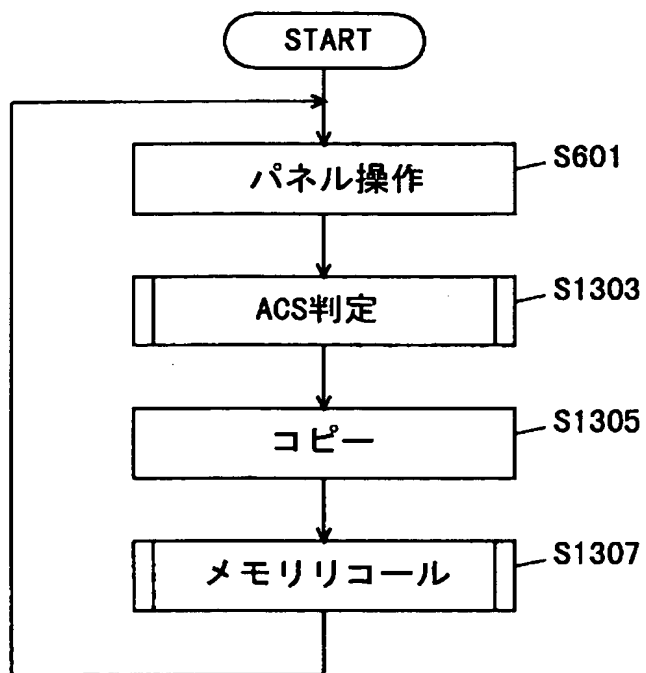 START
パネル操作
S601
ACS判定
S1303
コピー
S1305
メモリリコール
S1307